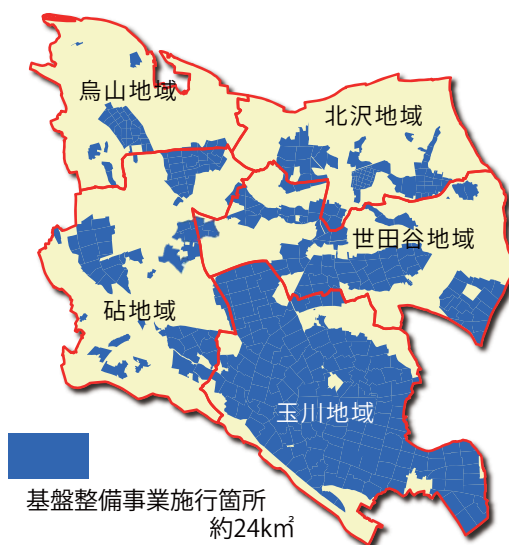 烏山地域
北沢地域
世田谷地域
砧地域
玉川地域
基盤整備事業施行箇所
約24k㎡